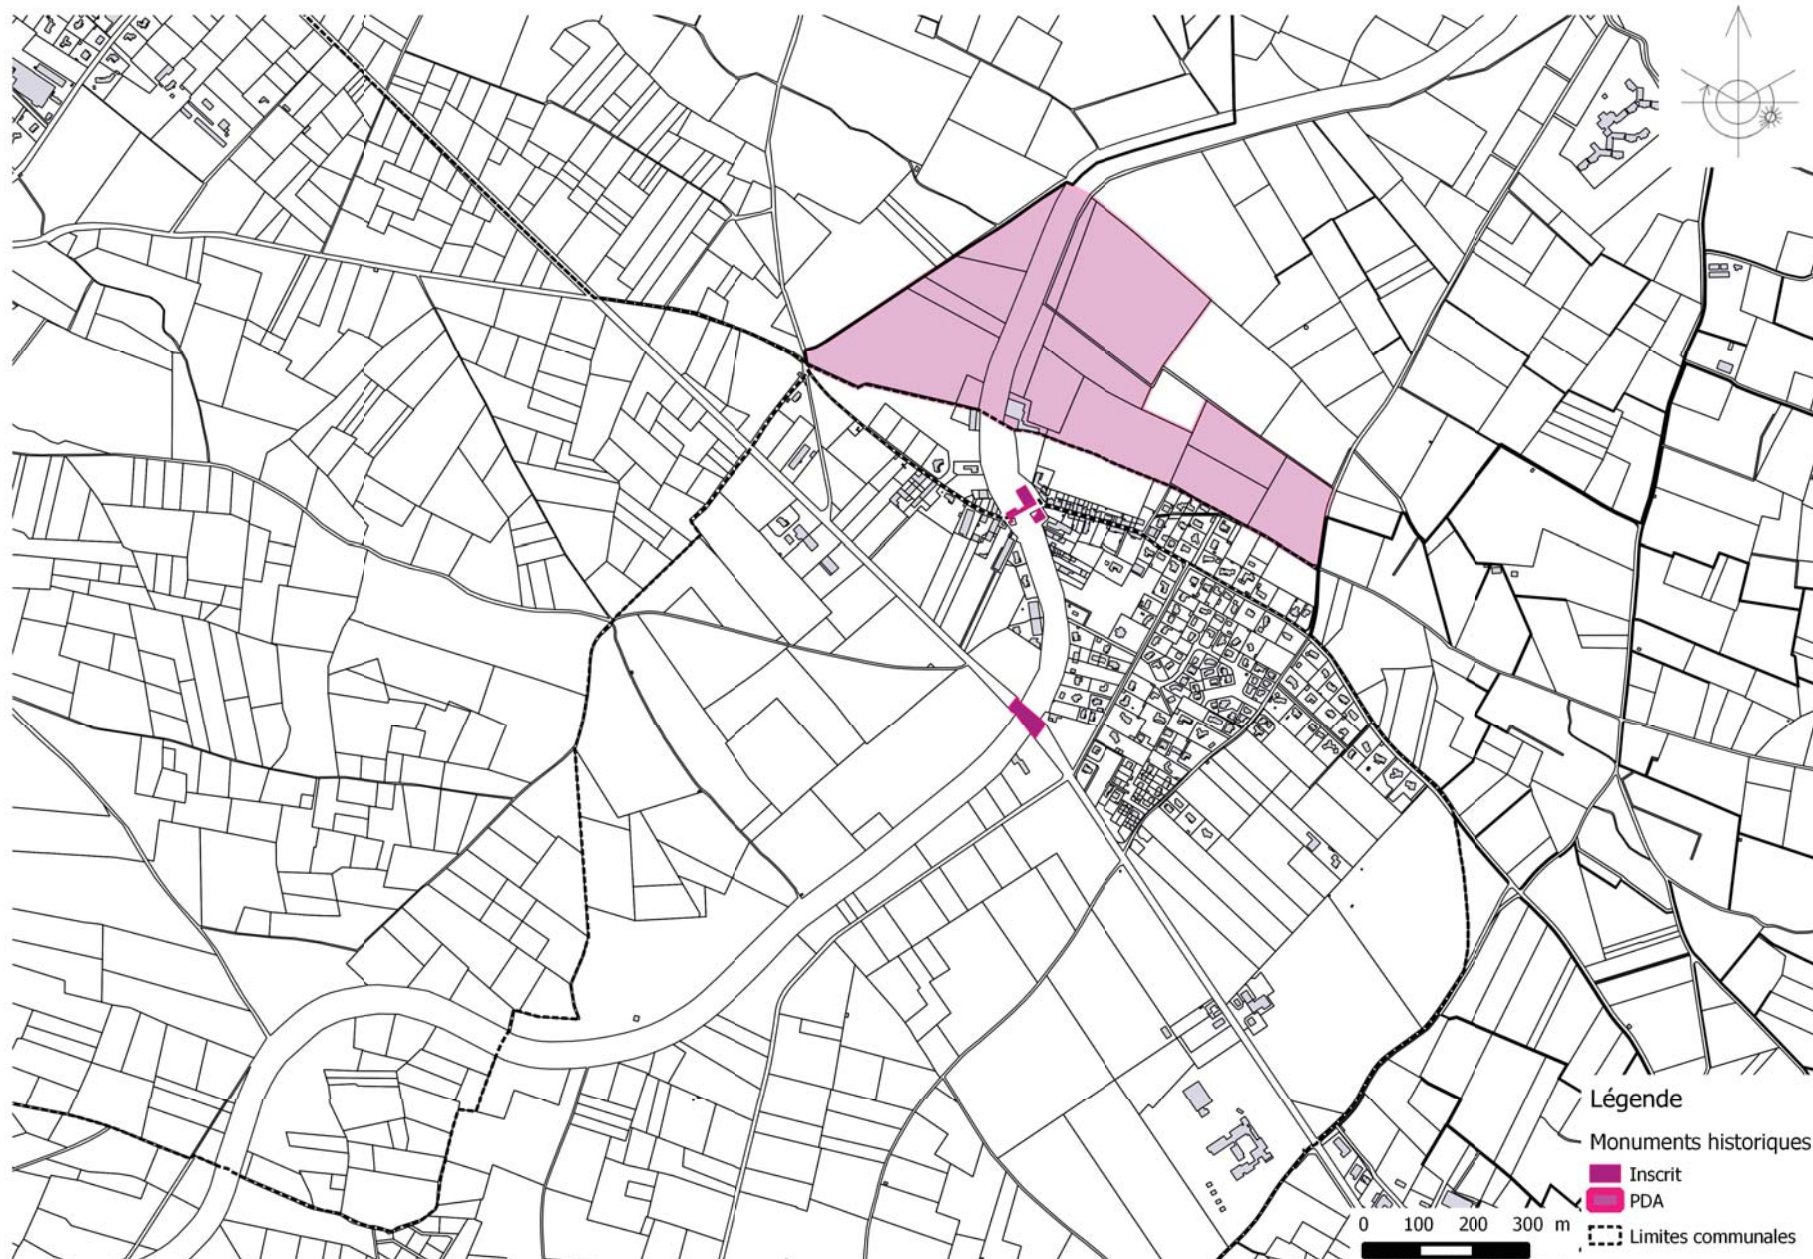 Légende
Monuments historiques
Inscrit
PDA
Limites communales
0 100 200 300 m